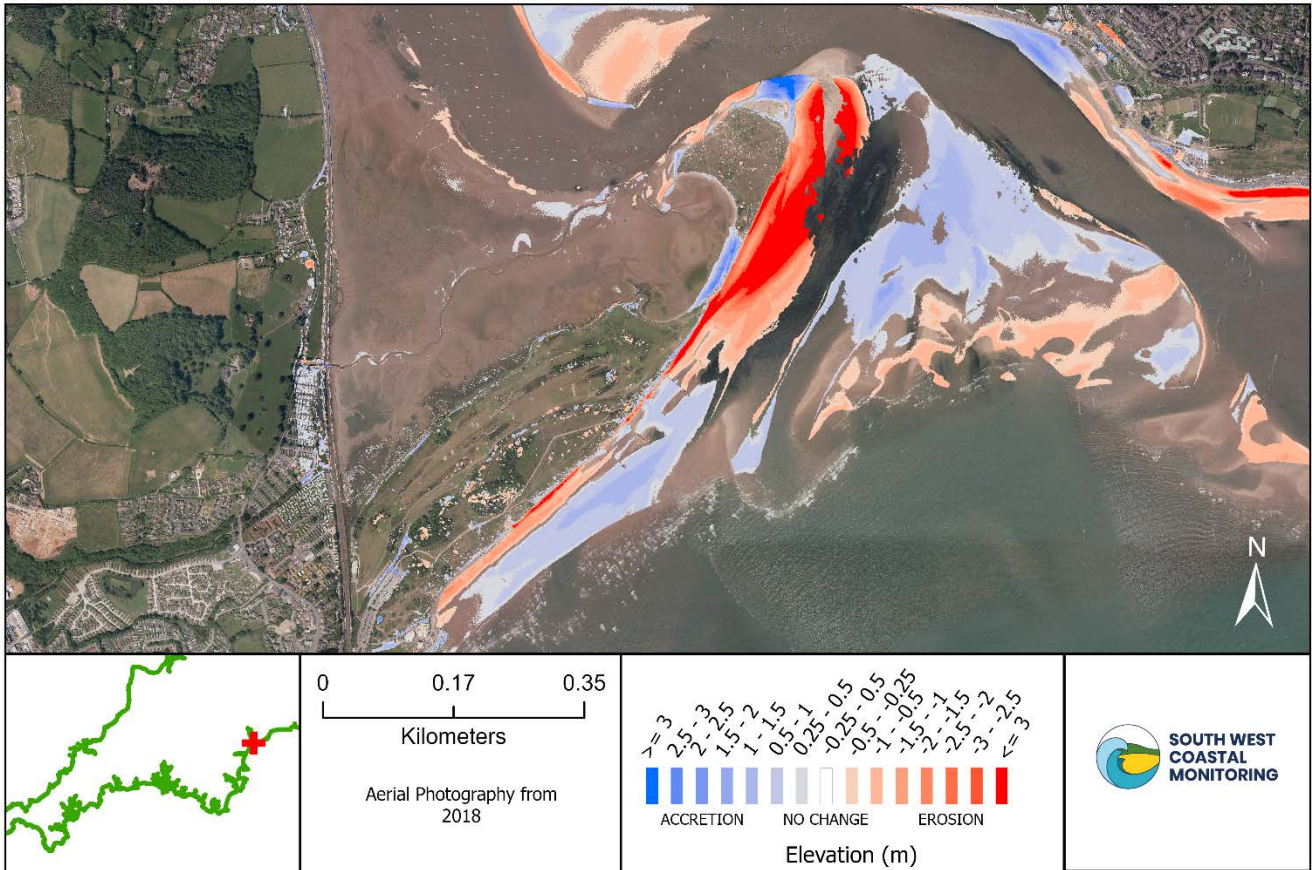 N
0
0.17
0.35
Kilometers
Aerial Photography from
2018
>= 3
2.5 - 3
2 - 2.5
1.5 - 2
1 - 1.5
0.5 - 1
0.25 - 0.5
-0.25 - 0.5
-0.5 - -0.25
-1 - -0.5
-1.5 - -1
-2 - -1.5
-2.5 - -2
-3 - -2.5
<= 3
ACCRETION
NO CHANGE
EROSION
Elevation (m)
SOUTH WEST
COASTAL
MONITORING